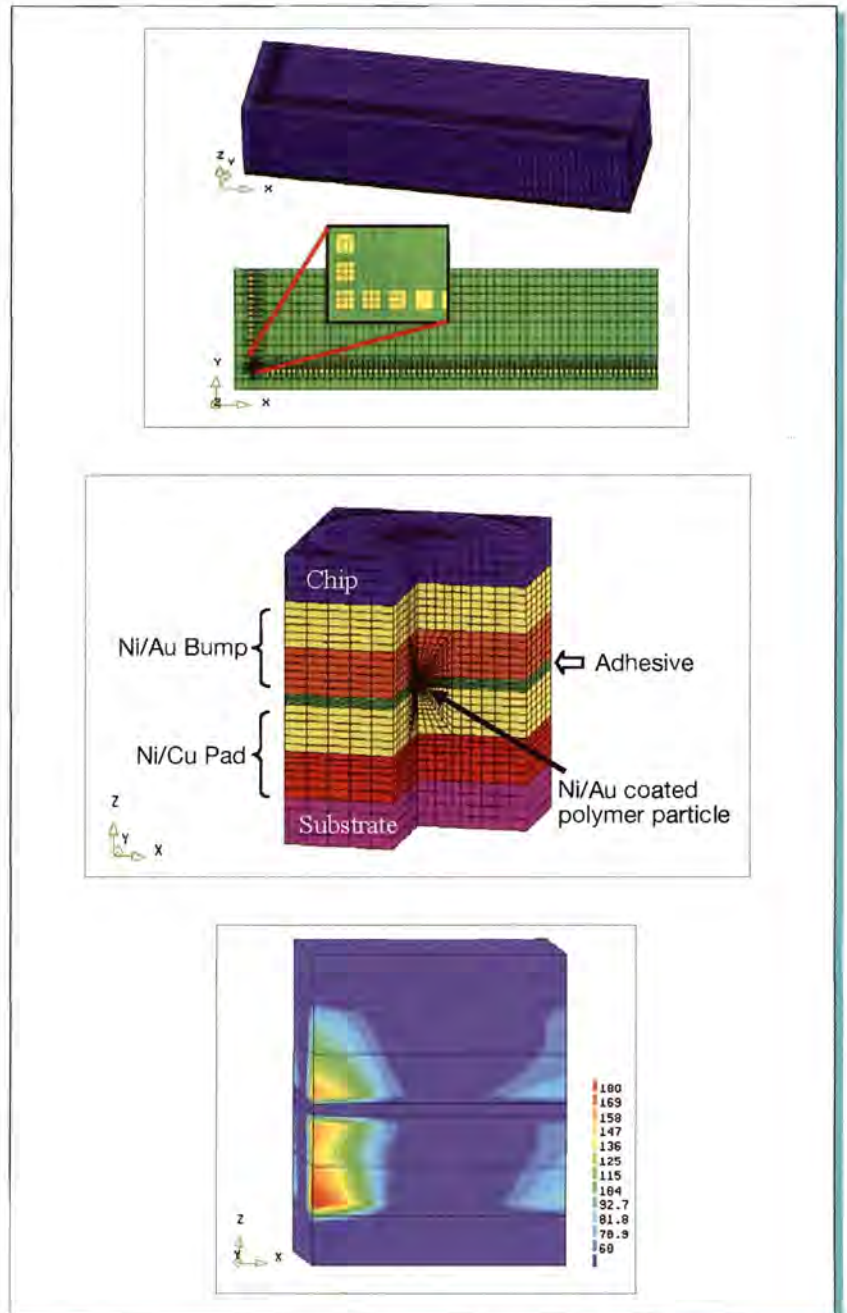 Z
Y
X
Y
Z
X
Chip
Ni/Au Bump
Adhesive
Ni/Cu Pad
Ni/Au coated
polymer particle
Substrate
Z
Y
X
180
169
158
147
136
125
115
104
92.7
81.8
70.9
60
Z
Y
X